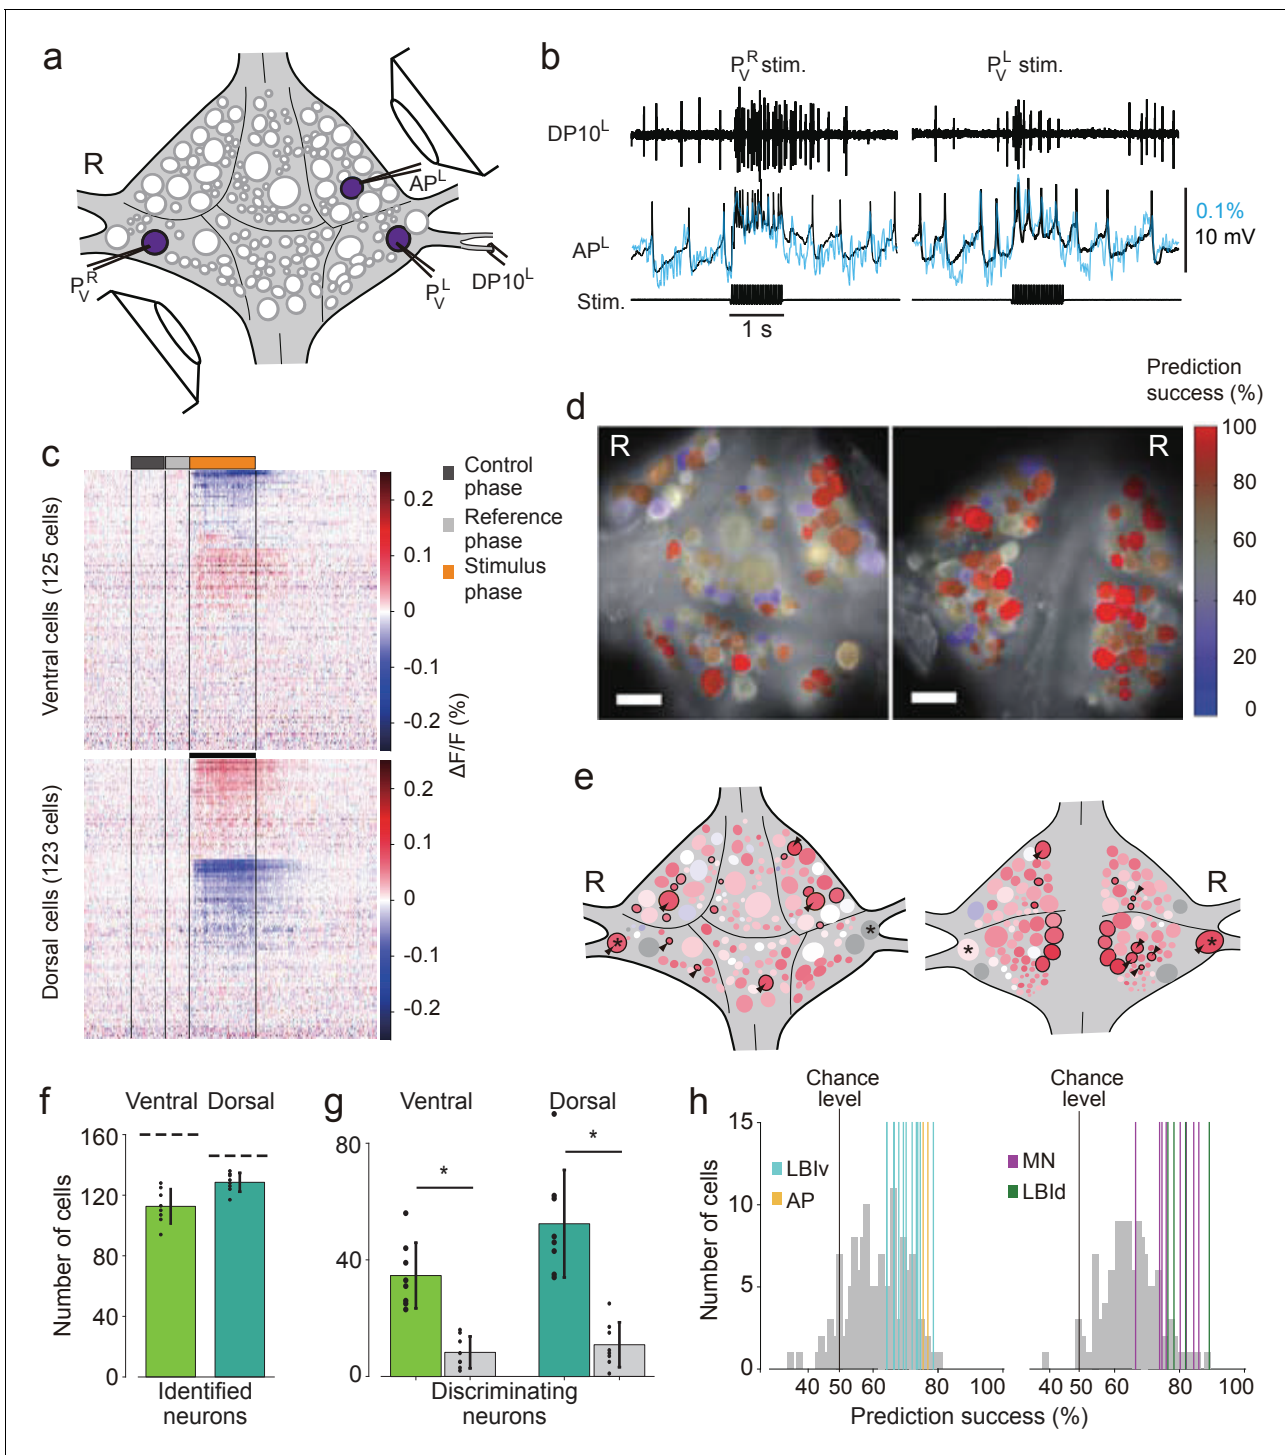 a
R
AP^L
P_V^R
P_V^L
DP10^L
b
P_V^R stim.
P_V^L stim.
DP10^L
AP^L
0.1%
10 mV
Stim.
1 s
c
Ventral cells (125 cells)
Dorsal cells (123 cells)
0.2
0.1
0
-0.1
-0.2
0.2
0.1
0
-0.1
-0.2
ΔF/F (%)
Control
phase
Reference
phase
Stimulus
phase
d
R
R
Prediction
success (%)
100
80
60
40
20
0
e
R
*
*
R
*
*
f
Ventral
Dorsal
Number of cells
160
120
80
40
0
Identified
neurons
g
Ventral
Dorsal
80
40
0
*
*
Discriminating
neurons
h
Chance
level
Chance
level
Number of cells
15
10
5
0
LBIv
AP
MN
LBId
40
50
60
80
100
40
50
60
80
100
Prediction success (%)